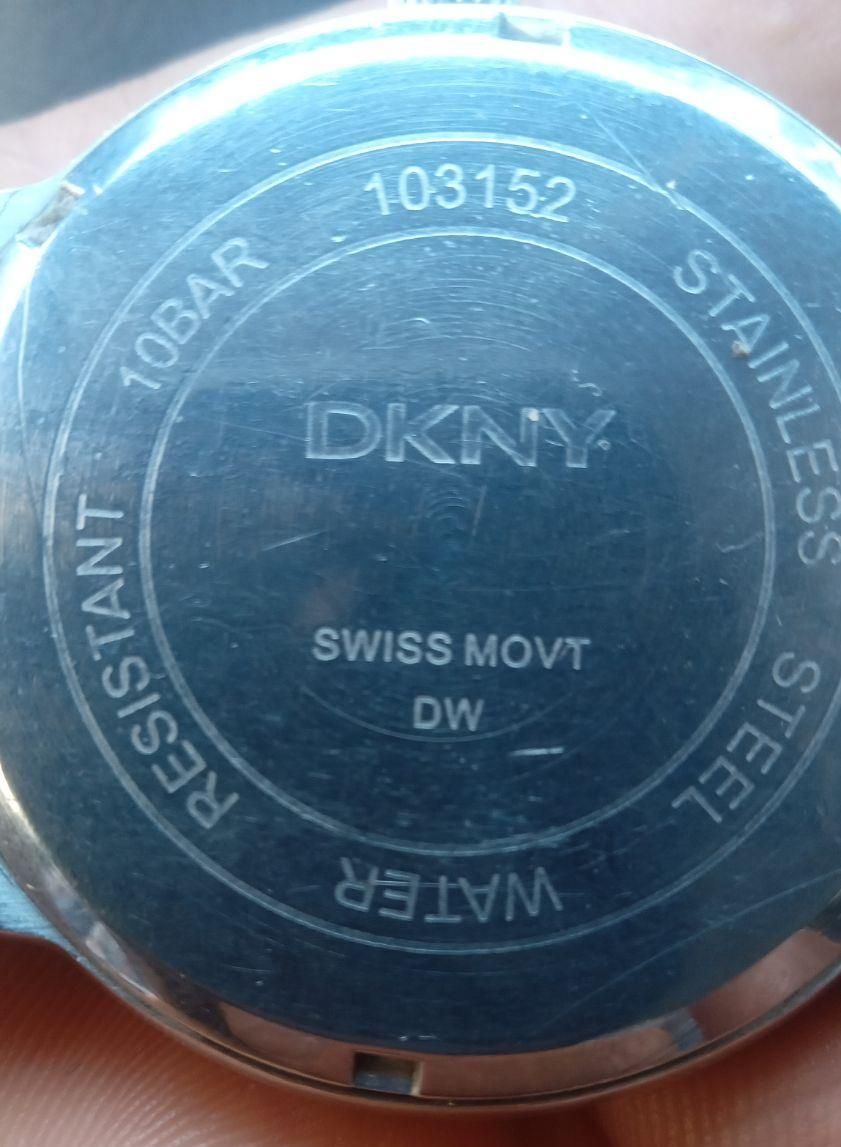 103152
STAINLESS STEEL WATER RESISTANT 10BAR
DKNY
SWISS MOVT
DW